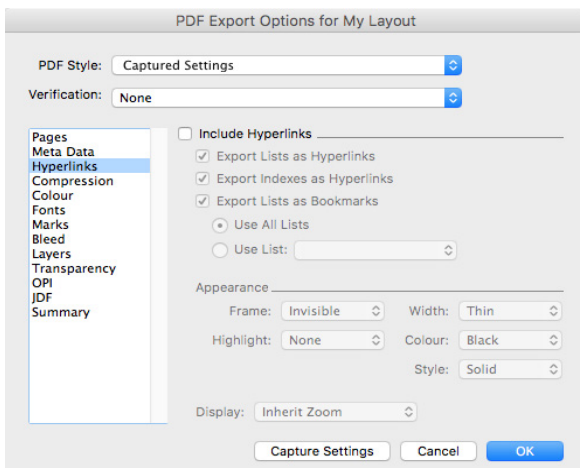 PDF Export Options for My Layout
PDF Style: Captured Settings
Verification: None
Pages
Meta Data
Hyperlinks
Compression
Colour
Fonts
Marks
Bleed
Layers
Transparency
OPI
JDF
Summary
Include Hyperlinks
Export Lists as Hyperlinks
Export Indexes as Hyperlinks
Export Lists as Bookmarks
Use All Lists
Use List:
Appearance
Frame: Invisible Width: Thin
Highlight: None Colour: Black
Style: Solid
Display: Inherit Zoom
Capture Settings Cancel OK